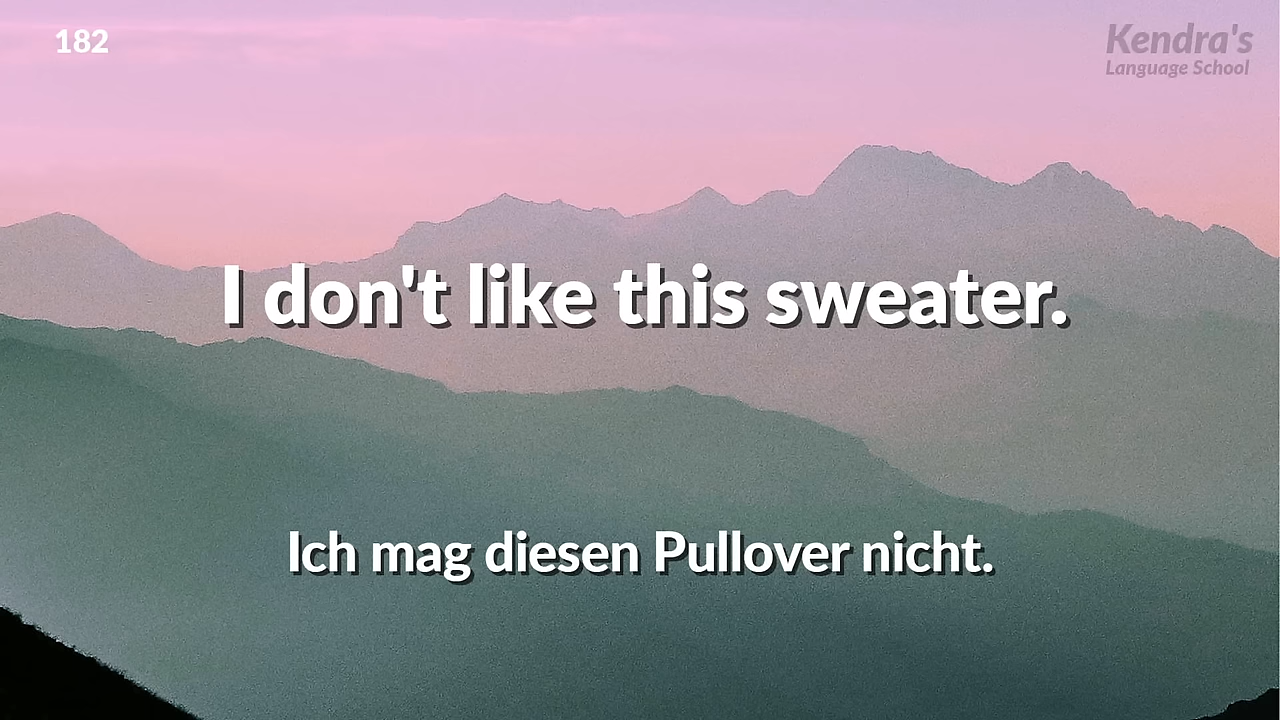 182
Kendra's
Language School
I don't like this sweater.
Ich mag diesen Pullover nicht.